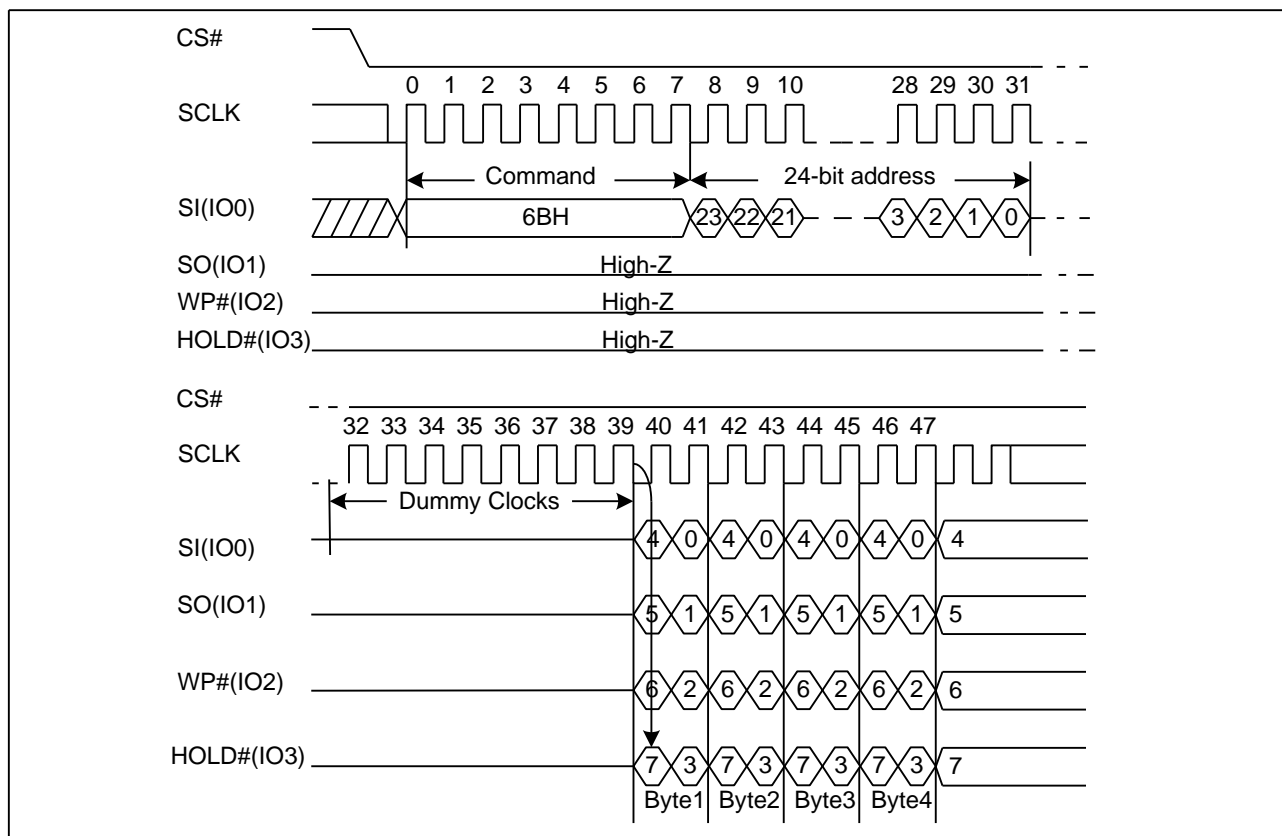 CS#
0 1 2 3 4 5 6 7 8 9 10 28 29 30 31
SCLK
Command 24-bit address
SI(IO0) 6BH 23 22 21 3 2 1 0
SO(IO1) High-Z
WP#(IO2) High-Z
HOLD#(IO3) High-Z
CS#
32 33 34 35 36 37 38 39 40 41 42 43 44 45 46 47
SCLK
Dummy Clocks
SI(IO0) 4 0 4 0 4 0 4 0 4
SO(IO1) 5 1 5 1 5 1 5 1 5
WP#(IO2) 6 2 6 2 6 2 6 2 6
HOLD#(IO3) 7 3 7 3 7 3 7 3 7
Byte1 Byte2 Byte3 Byte4